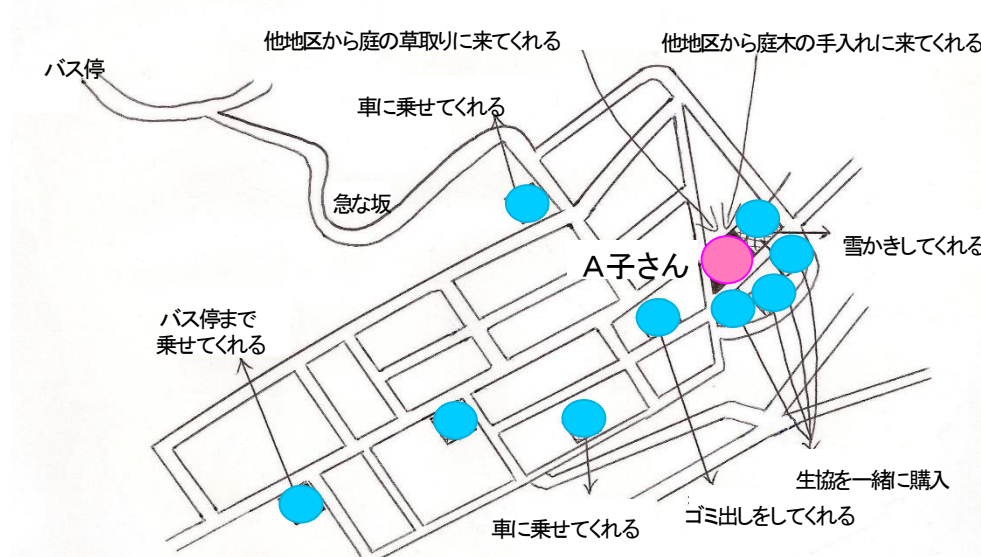 他地区から庭の草取りに来てくれる
他地区から庭木の手入れに来てくれる
バス停
車に乗せてくれる
急な坂
A子さん
雪かきしてくれる
バス停まで
乗せてくれる
生協を一緒に購入
ゴミ出しをしてくれる
車に乗せてくれる